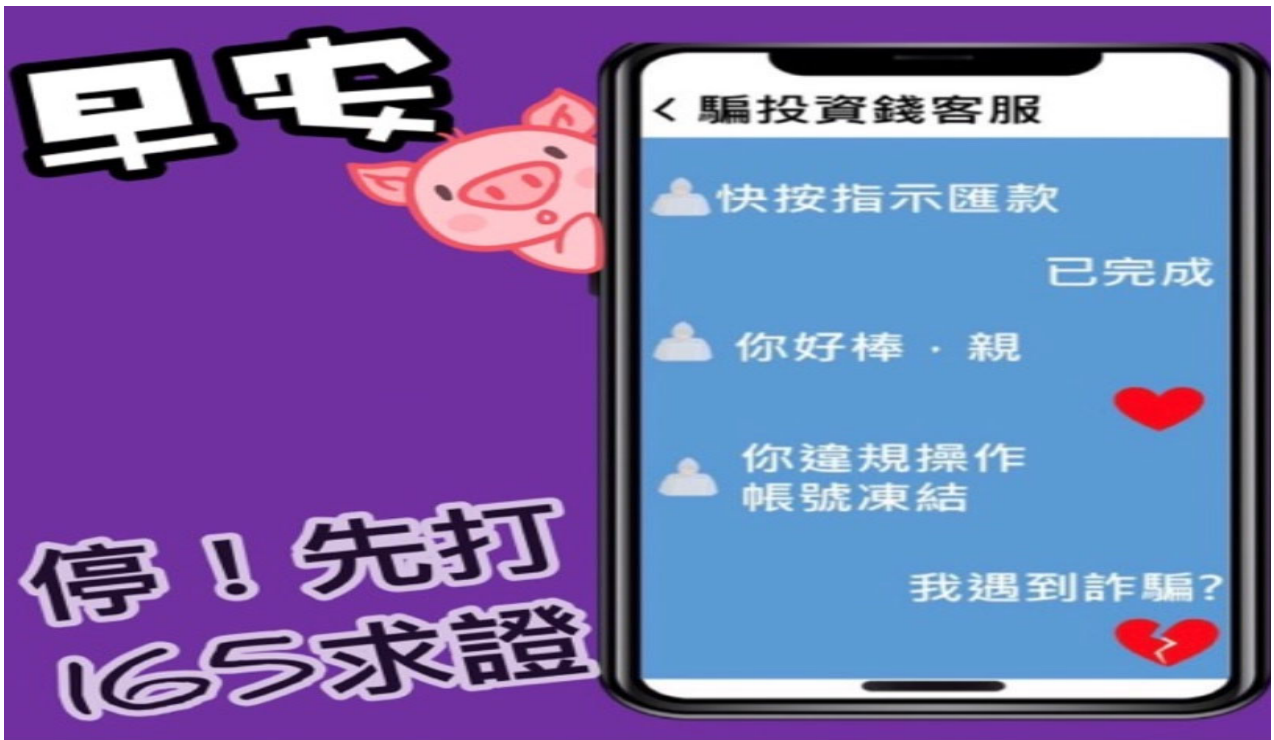 早安
< 騙投資錢客服
快按指示匯款
已完成
你好棒．親
你違規操作
帳號凍結
我遇到詐騙?
停！先打
165求證